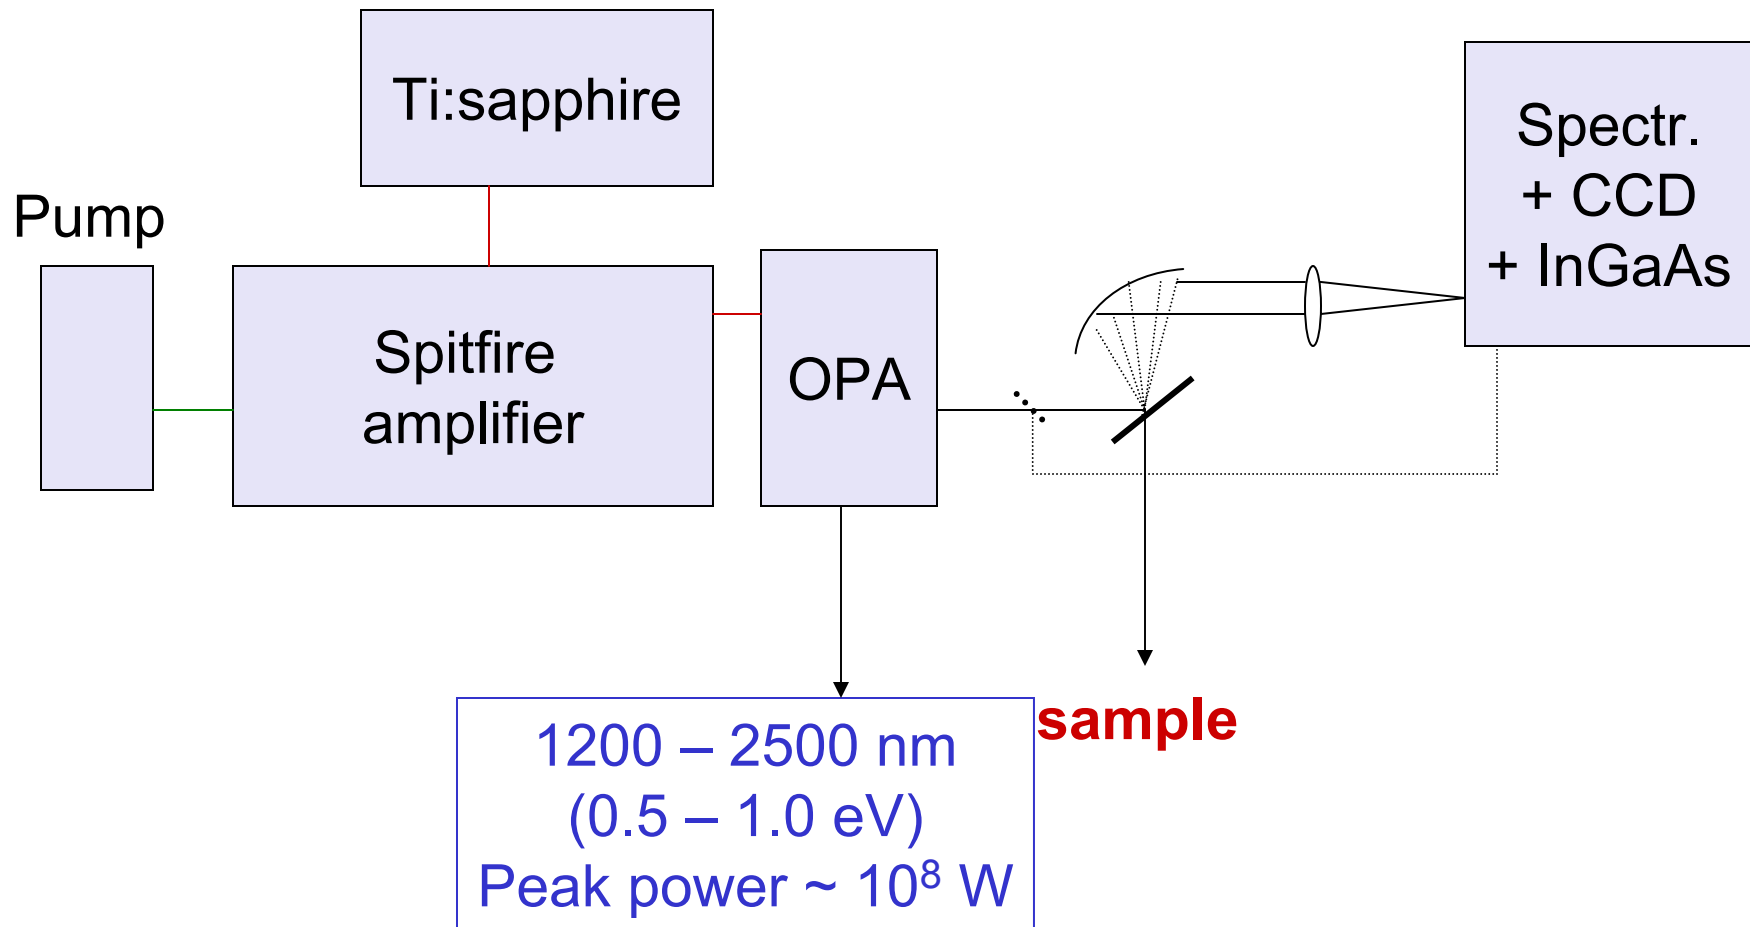 Ti:sapphire
Pump
Spitfire
amplifier
OPA
Spectr.
+ CCD
+ InGaAs
sample
1200 – 2500 nm
(0.5 – 1.0 eV)
Peak power ~ 10⁸ W